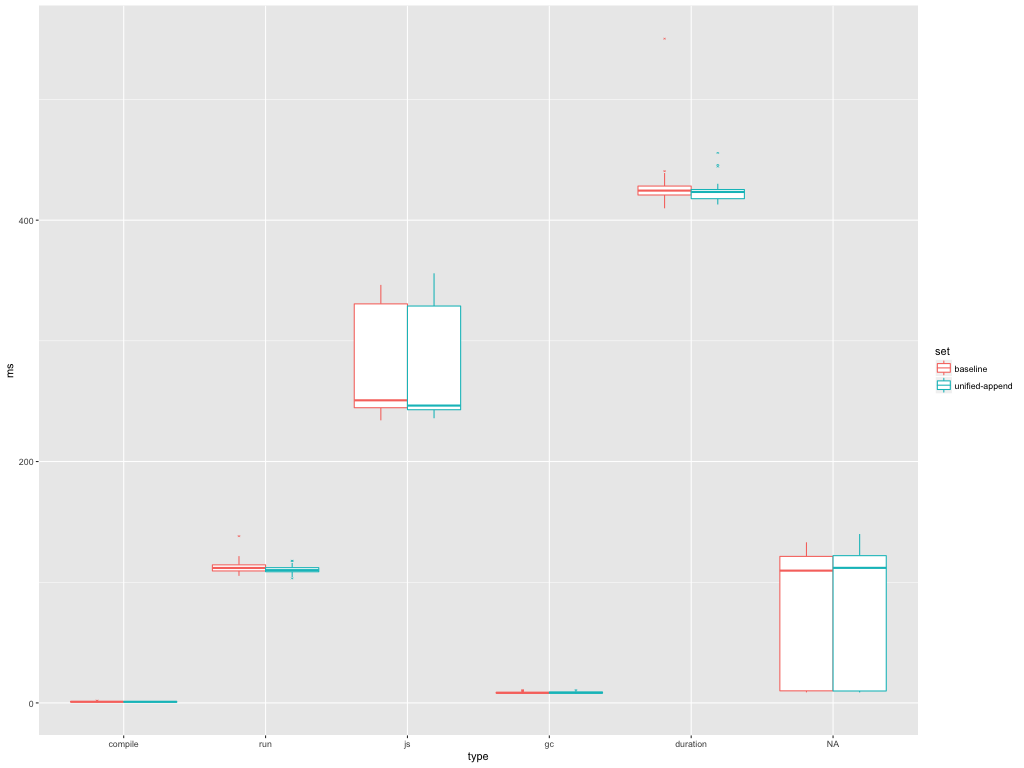 ms
400
200
0
compile
run
js
gc
duration
NA
type
set
baseline
unified-append